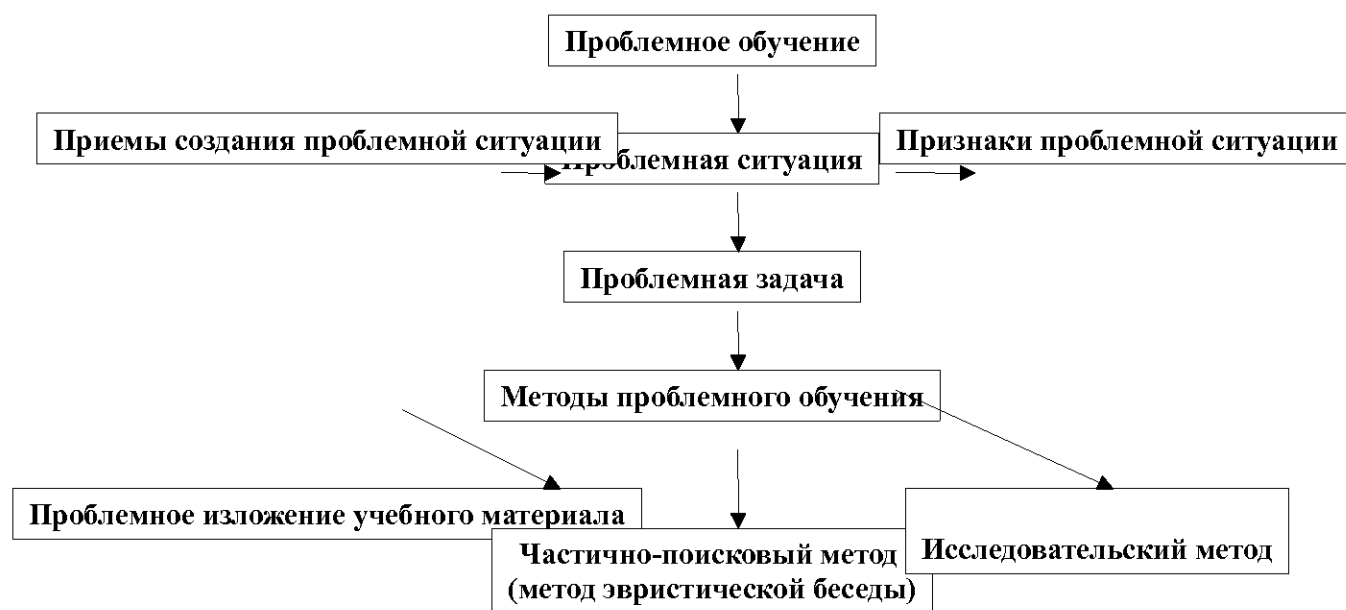 Проблемное обучение
Приемы создания проблемной ситуации
Проблемная ситуация
Признаки проблемной ситуации
Проблемная задача
Методы проблемного обучения
Проблемное изложение учебного материала
Частично-поисковый метод
(метод эвристической беседы)
Исследовательский метод